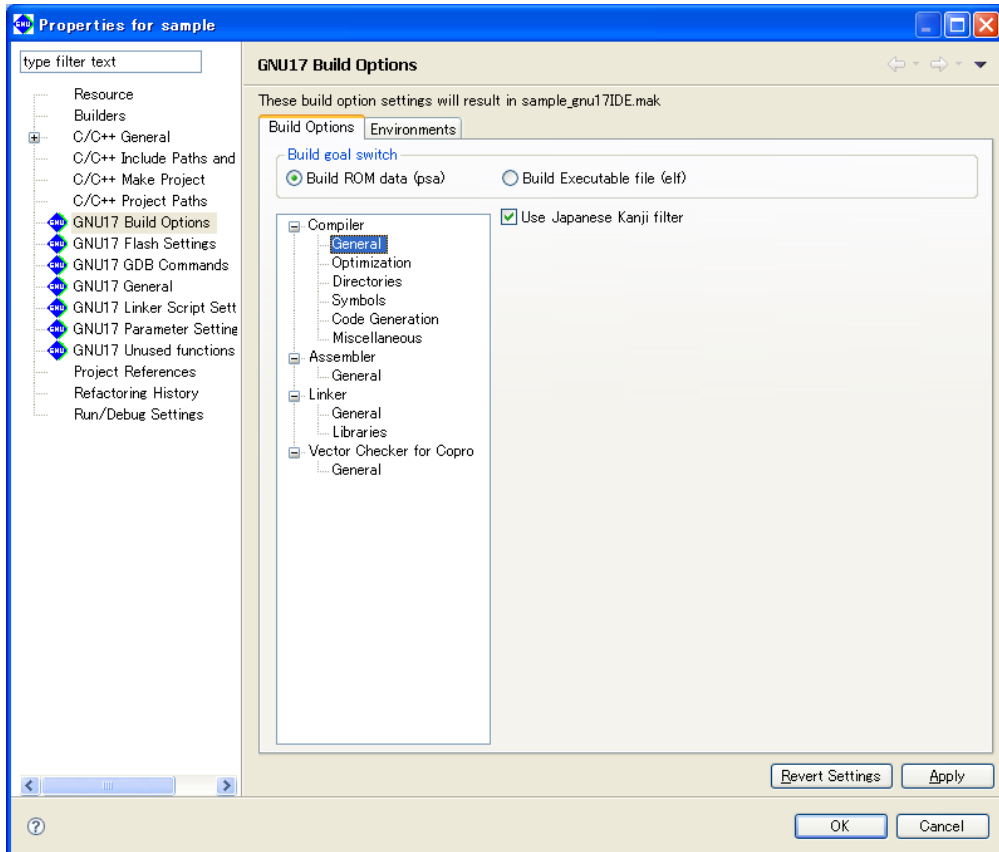 Properties for sample
type filter text
Resource
Builders
C/C++ General
C/C++ Include Paths and
C/C++ Make Project
C/C++ Project Paths
GNU17 Build Options
GNU17 Flash Settings
GNU17 GDB Commands
GNU17 General
GNU17 Linker Script Sett
GNU17 Parameter Setting
GNU17 Unused functions
Project References
Refactoring History
Run/Debug Settings
GNU17 Build Options
These build option settings will result in sample_gnu17IDE.mak
Build Options Environments
Build goal switch
Build ROM data (psa) Build Executable file (elf)
Compiler
General
Optimization
Directories
Symbols
Code Generation
Miscellaneous
Assembler
General
Linker
General
Libraries
Vector Checker for Copro
General
Use Japanese Kanji filter
Revert Settings Apply
OK Cancel